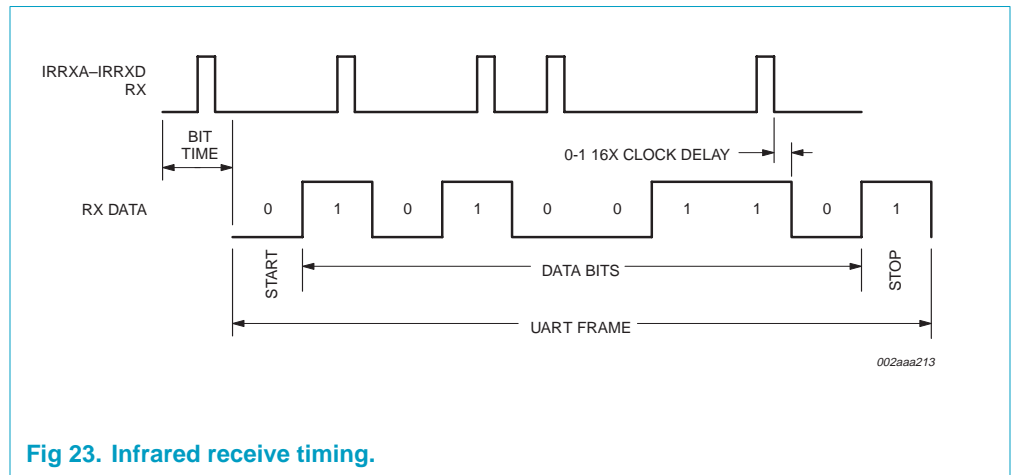 IRRXA–IRRXD
RX
BIT
TIME
0-1 16X CLOCK DELAY
RX DATA
0 1 0 1 0 0 1 1 0 1
START
DATA BITS
STOP
UART FRAME
002aaa213
Fig 23. Infrared receive timing.